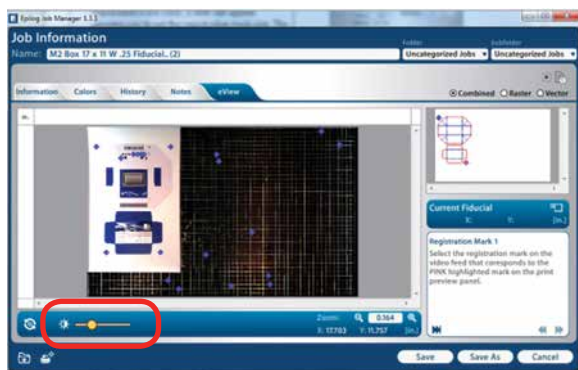 Epilog Job Manager 1.1.3
Job Information
Name: M2 Box 17 x 11 W .25 Fiducial.. (2)
Folder
Uncategorized Jobs
Subfolder
Uncategorized Jobs
Information Colors History Notes eView
Combined Raster Vector
in.
Current Fiducial
X: Y: [in.]
Registration Mark 1
Select the registration mark on the
video feed that corresponds to the
PINK highlighted mark on the print
preview panel.
Zoom: 0.164
X: 17.703 Y: 11.757 [in.]
Save Save As Cancel